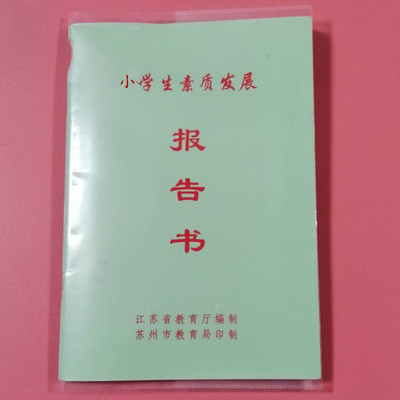 小学生素质发展
报
告
书
江苏省教育厅编制
苏州市教育局印制